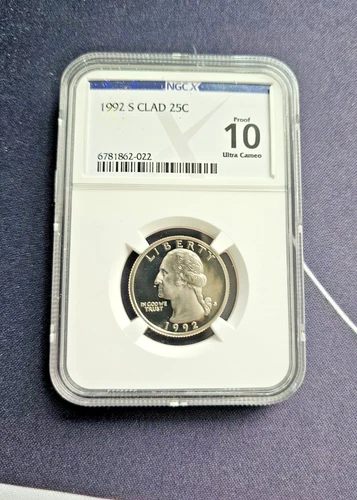 NGCX
1992 S CLAD 25C
Proof
10
Ultra Cameo
6781862-022
LIBERTY
IN GOD WE
TRUST
1992